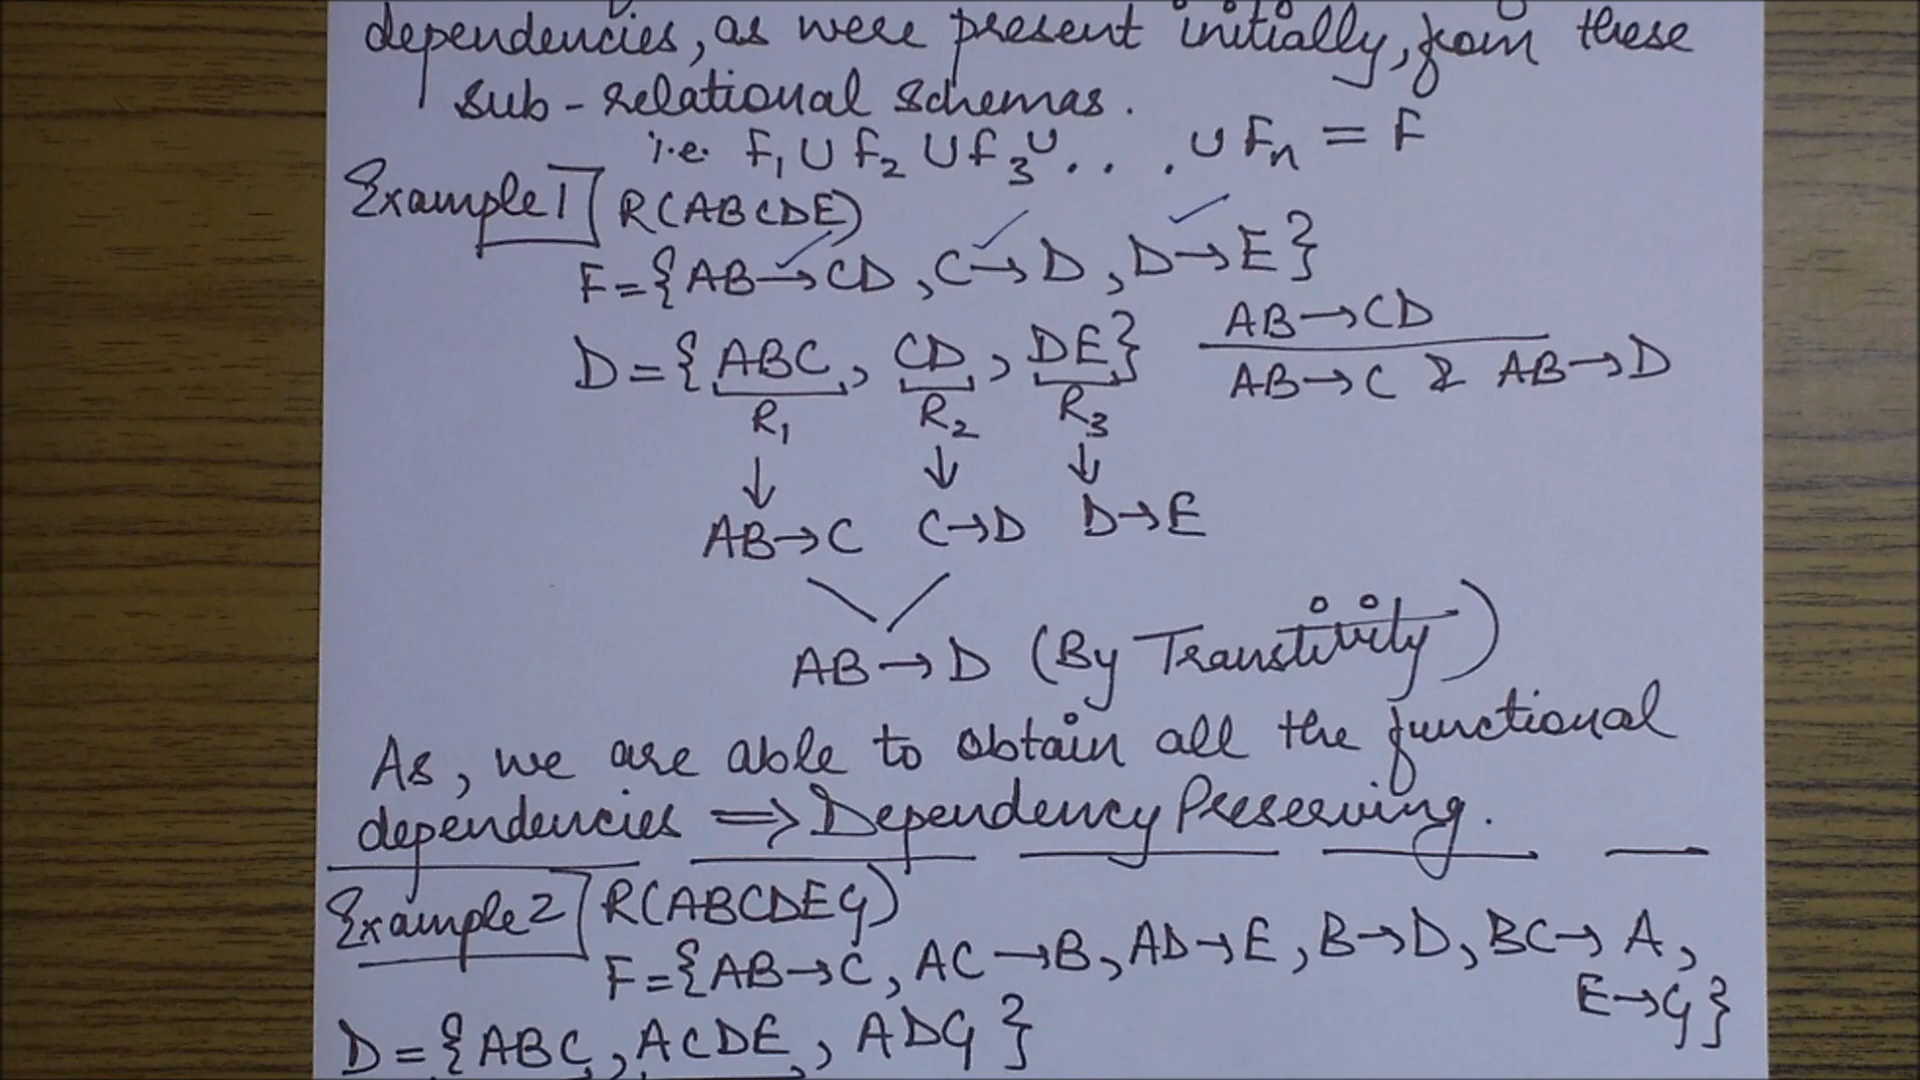 dependencies, as were present initially, from these
sub-relational schemas.
i.e. F₁ ∪ F₂ ∪ F₃ ∪ . . . ∪ Fn = F
Example 1 R(ABCDE)
F = {AB→CD, C→D, D→E}
D = {ABC, CD, DE}
R₁ R₂ R₃
AB→CD
AB→C & AB→D
↓ ↓ ↓
AB→C C→D D→E
AB→D (By Transtivity)
As, we are able to obtain all the functional
dependencies ⇒ Dependency Preserving.
Example 2 R(ABCDEG)
F = {AB→C, AC→B, AD→E, B→D, BC→A,
E→G}
D = {ABC, ACDE, ADG}